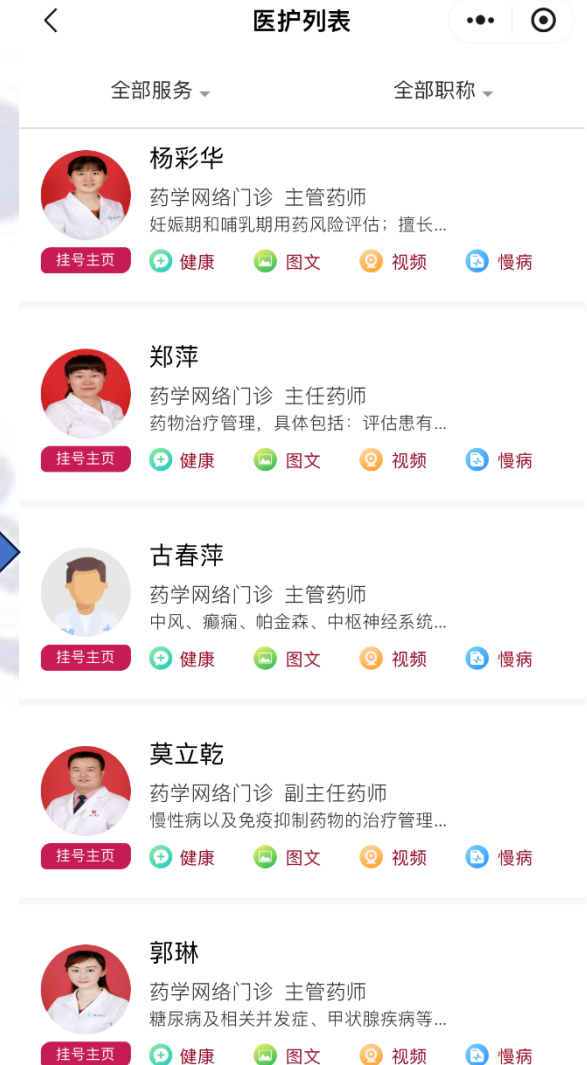 医护列表
全部服务 全部职称
杨彩华
药学网络门诊 主管药师
妊娠期和哺乳期用药风险评估；擅长...
挂号主页 健康 图文 视频 慢病
郑萍
药学网络门诊 主任药师
药物治疗管理，具体包括：评估患有...
挂号主页 健康 图文 视频 慢病
古春萍
药学网络门诊 主管药师
中风、癫痫、帕金森、中枢神经系统...
挂号主页 健康 图文 视频 慢病
莫立乾
药学网络门诊 副主任药师
慢性病以及免疫抑制药物的治疗管理...
挂号主页 健康 图文 视频 慢病
郭琳
药学网络门诊 主管药师
糖尿病及相关并发症、甲状腺疾病等...
挂号主页 健康 图文 视频 慢病